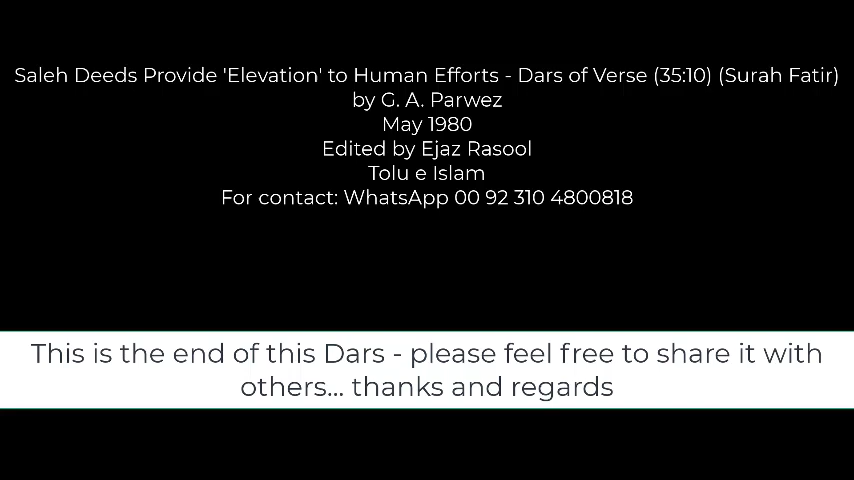 Saleh Deeds Provide 'Elevation' to Human Efforts - Dars of Verse (35:10) (Surah Fatir)
by G. A. Parwez
May 1980
Edited by Ejaz Rasool
Tolu e Islam
For contact: WhatsApp 00 92 310 4800818
This is the end of this Dars - please feel free to share it with
others... thanks and regards